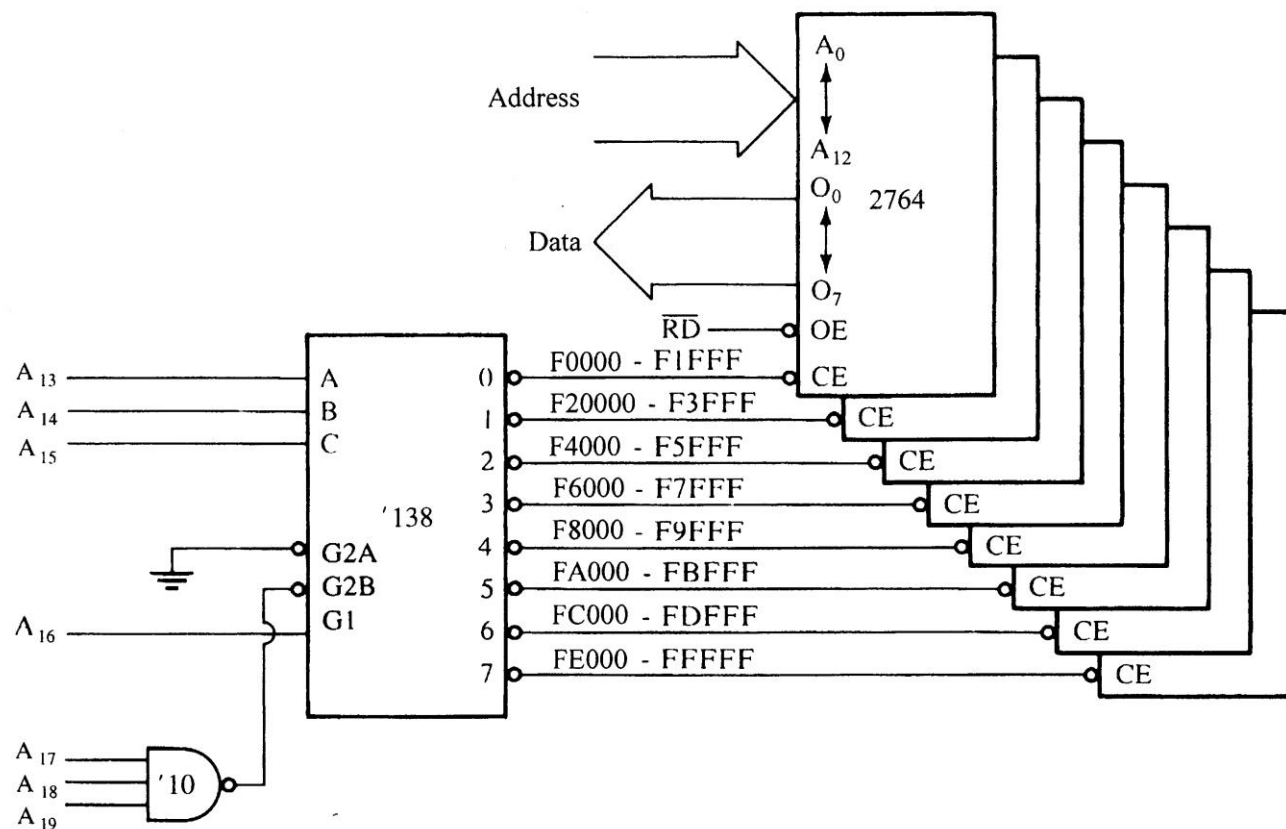 A0
Address
A12
O0
2764
Data
O7
RD
OE
A13
A
0
F0000 - F1FFF
CE
A14
B
1
F20000 - F3FFF
CE
A15
C
2
F4000 - F5FFF
CE
3
F6000 - F7FFF
CE
'138
4
F8000 - F9FFF
CE
G2A
G2B
5
FA000 - FBFFF
CE
A16
G1
6
FC000 - FDFFF
CE
7
FE000 - FFFFF
CE
A17
A18
'10
A19